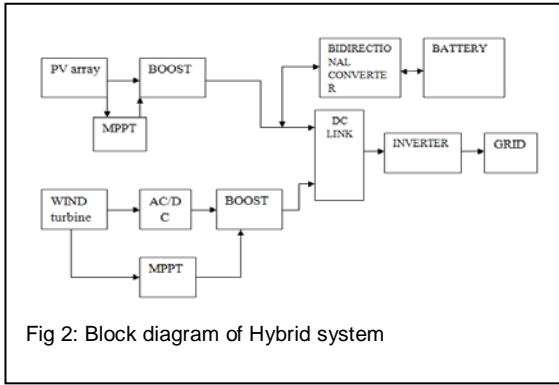 PV array
BOOST
MPPT
BIDIRECTIO
NAL
CONVERTE
R
BATTERY
DC
LINK
INVERTER
GRID
WIND
turbine
AC/D
C
BOOST
MPPT
Fig 2: Block diagram of Hybrid system